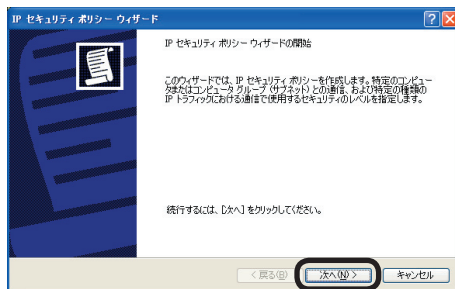 IP セキュリティ ポリシー ウィザード
IP セキュリティ ポリシー ウィザードの開始
このウィザードでは、IP セキュリティ ポリシーを作成します。特定のコンピュー
タまたはコンピュータ グループ (サブネット) との通信、および特定の種類の
IP トラフィックにおける通信で使用するセキュリティのレベルを指定します。
続行するには、[次へ] をクリックしてください。
< 戻る(B)
次へ(N) >
キャンセル